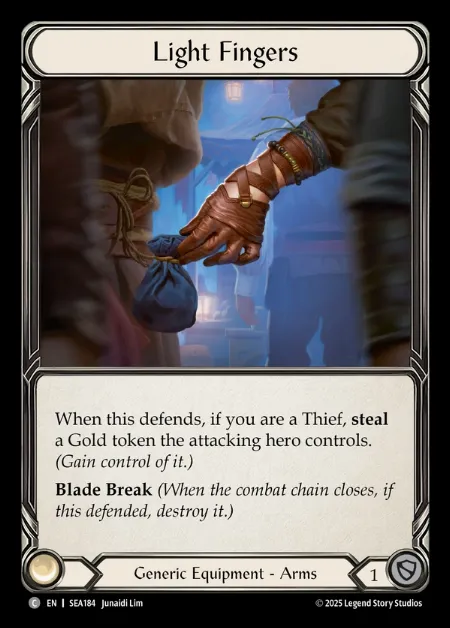 Light Fingers
When this defends, if you are a Thief, steal
a Gold token the attacking hero controls.
(Gain control of it.)
Blade Break (When the combat chain closes, if
this defended, destroy it.)
Generic Equipment - Arms
1
C EN | SEA184 Junaidi Lim
© 2025 Legend Story Studios